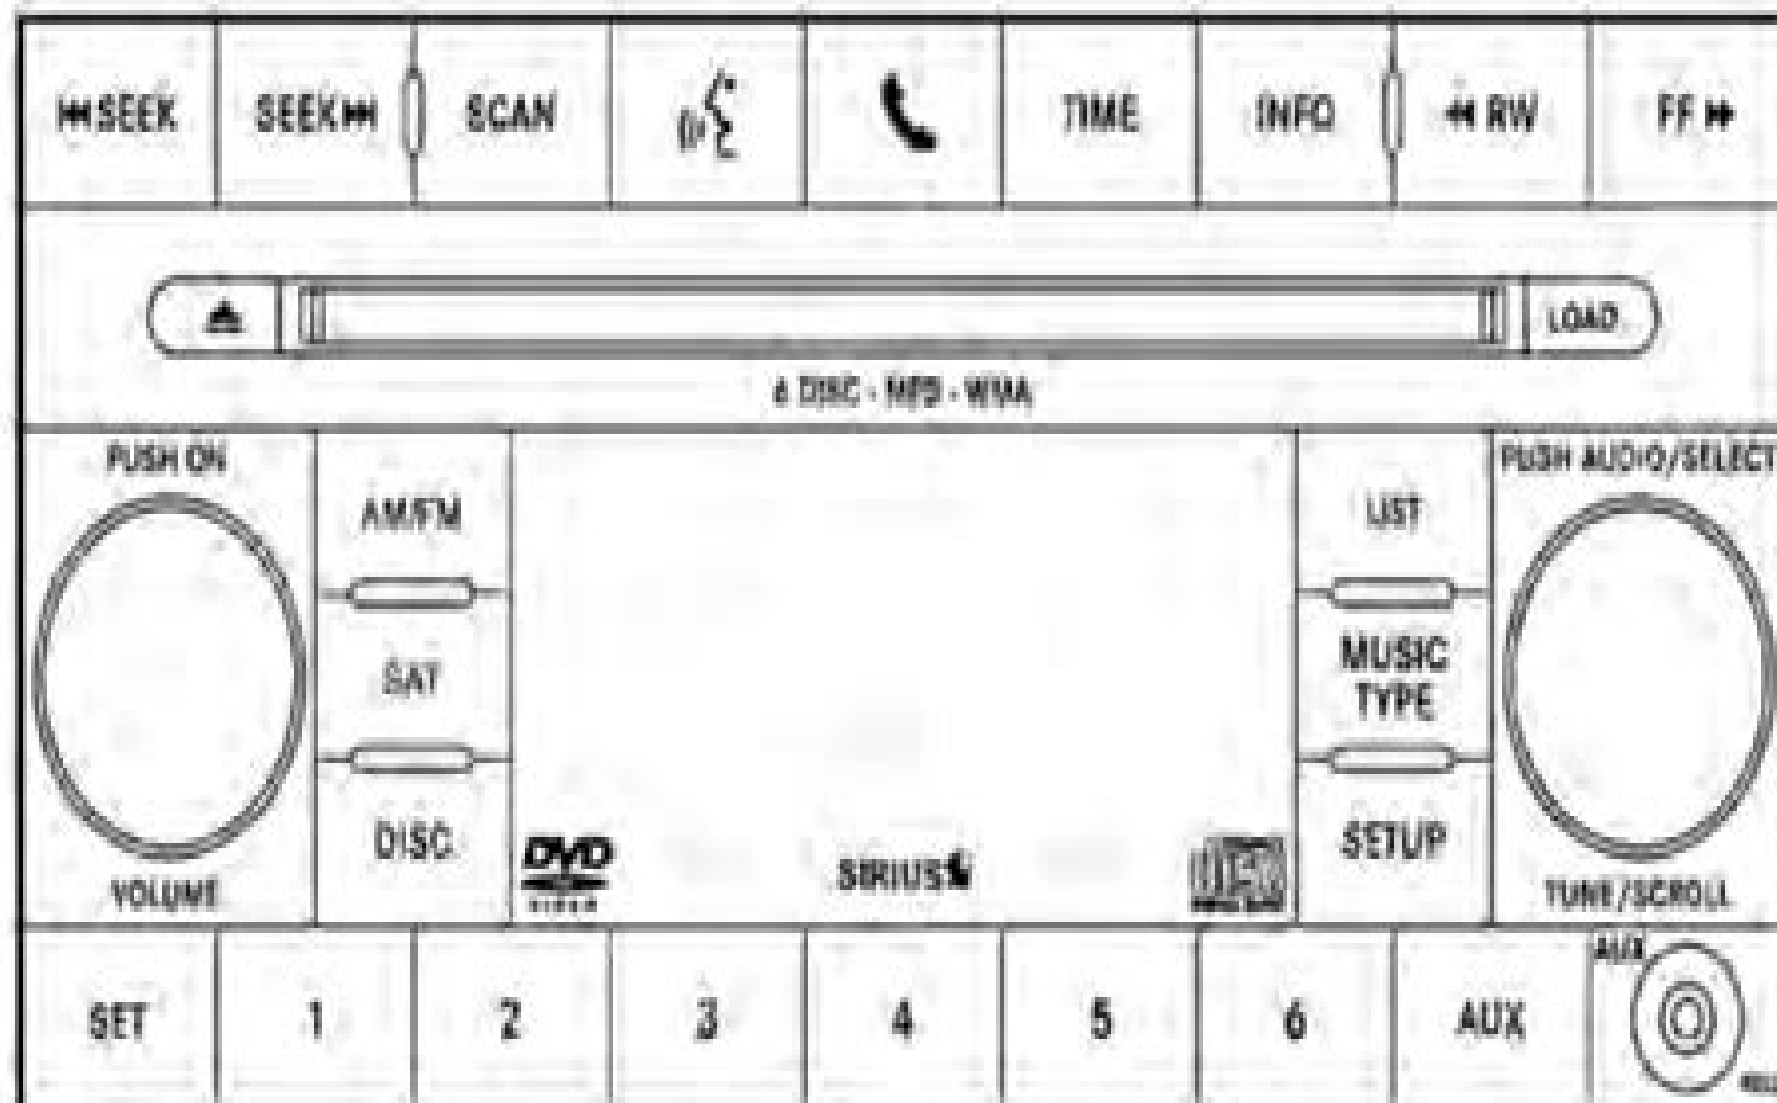 SEEK
SEEK
SCAN
TIME
INFO
RW
FF
LOAD
6 DISC - MP3 - WMA
PUSH ON
VOLUME
AM/FM
SAT
DISC
DVD
VIDEO
SIRIUS
LIST
MUSIC
TYPE
SETUP
PUSH AUDIO/SELECT
TUNE/SCROLL
SET
1
2
3
4
5
6
AUX
AUX